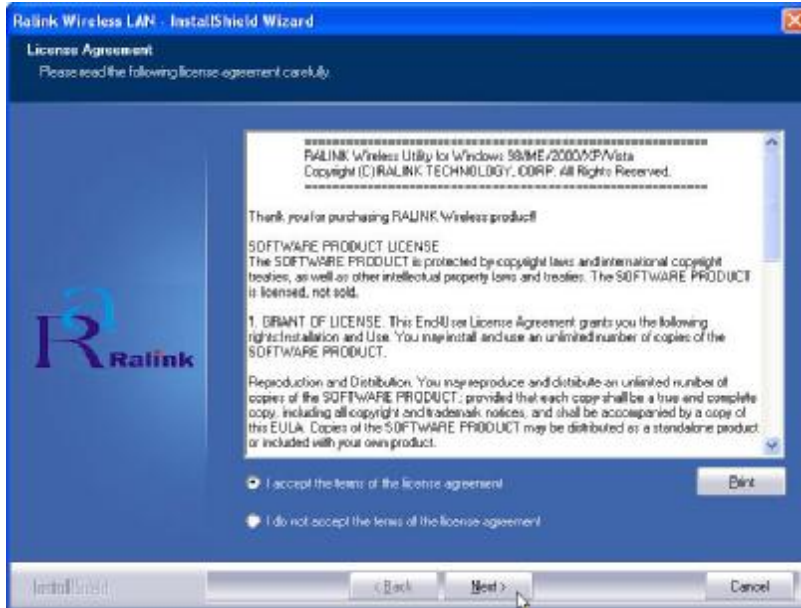 Ralink Wireless LAN - InstallShield Wizard
License Agreement
Please read the following license agreement carefully.
============================================
RALINK Wireless Utility for Windows 98/ME/2000/XP/Vista
Copyright (C) RALINK TECHNOLOGY, CORP. All Rights Reserved.
============================================
Thank you for purchasing RALINK Wireless product!
SOFTWARE PRODUCT LICENSE
The SOFTWARE PRODUCT is protected by copyright laws and international copyright
treaties, as well as other intellectual property laws and treaties. The SOFTWARE PRODUCT
is licensed, not sold.
1. GRANT OF LICENSE. This End-User License Agreement grants you the following
rights:Installation and Use. You may install and use an unlimited number of copies of the
SOFTWARE PRODUCT.
Reproduction and Distribution. You may reproduce and distribute an unlimited number of
copies of the SOFTWARE PRODUCT; provided that each copy shall be a true and complete
copy, including all copyright and trademark notices, and shall be accompanied by a copy of
this EULA. Copies of the SOFTWARE PRODUCT may be distributed as a standalone product
or included with your own product.
Ralink
I accept the terms of the license agreement
Print
I do not accept the terms of the license agreement
InstallShield
< Back
Next >
Cancel